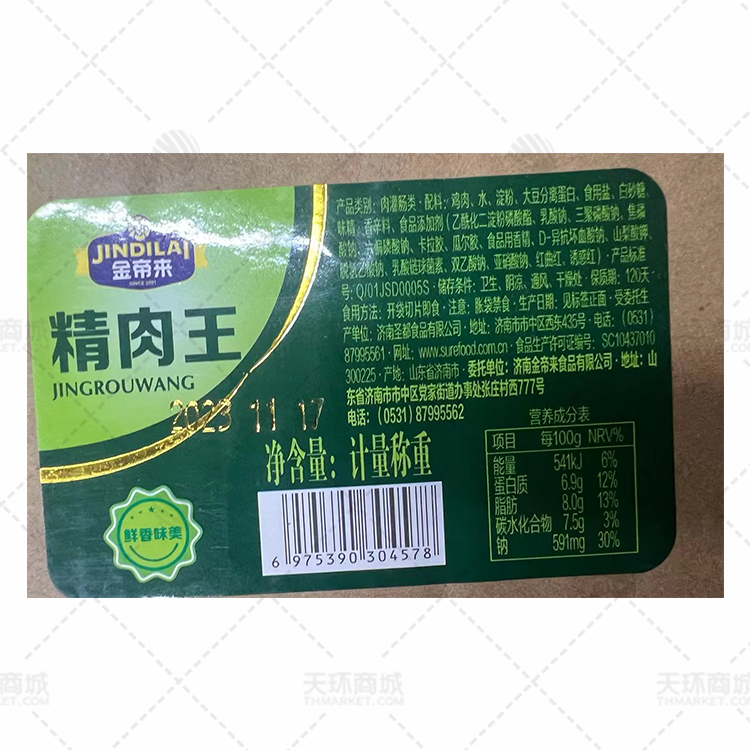 JINDILAI
金帝来
SINCE 2001
精肉王
JINGROUWANG
2023 11 17
鲜香味美
产品类别：肉灌肠类·配料：鸡肉、水、淀粉、大豆分离蛋白、食用盐、白砂糖、
味精、香辛料、食品添加剂（乙酰化二淀粉磷酸酯、乳酸钠、三聚磷酸钠、焦磷
酸钠、六偏磷酸钠、卡拉胶、瓜尔胶、食品用香精、D-异抗坏血酸钠、山梨酸钾、
脱氢乙酸钠、乳酸链球菌素、双乙酸钠、亚硝酸钠、红曲红、诱惑红）·产品标准
号：Q/01JSD0005S·储存条件：卫生、阴凉、通风、干燥处·保质期：120天·
食用方法：开袋切片即食·注意：胀袋禁食·生产日期：见标签正面·受委托生
产单位：济南圣都食品有限公司·地址：济南市市中区西东435号·电话：（0531）
87995561·网址：www.surefood.com.cn·食品生产许可证编号：SC10437010
300225·产地：山东省济南市·委托单位：济南金帝来食品有限公司·地址：山
东省济南市市中区党家街道办事处张庄村西777号
电话：（0531）87995562
净含量：计量称重
6 975390 304578
营养成分表
项目 每100g NRV%
能量 541kJ 6%
蛋白质 6.9g 12%
脂肪 8.0g 13%
碳水化合物 7.5g 3%
钠 591mg 30%
天环商城
THMARKET.COM